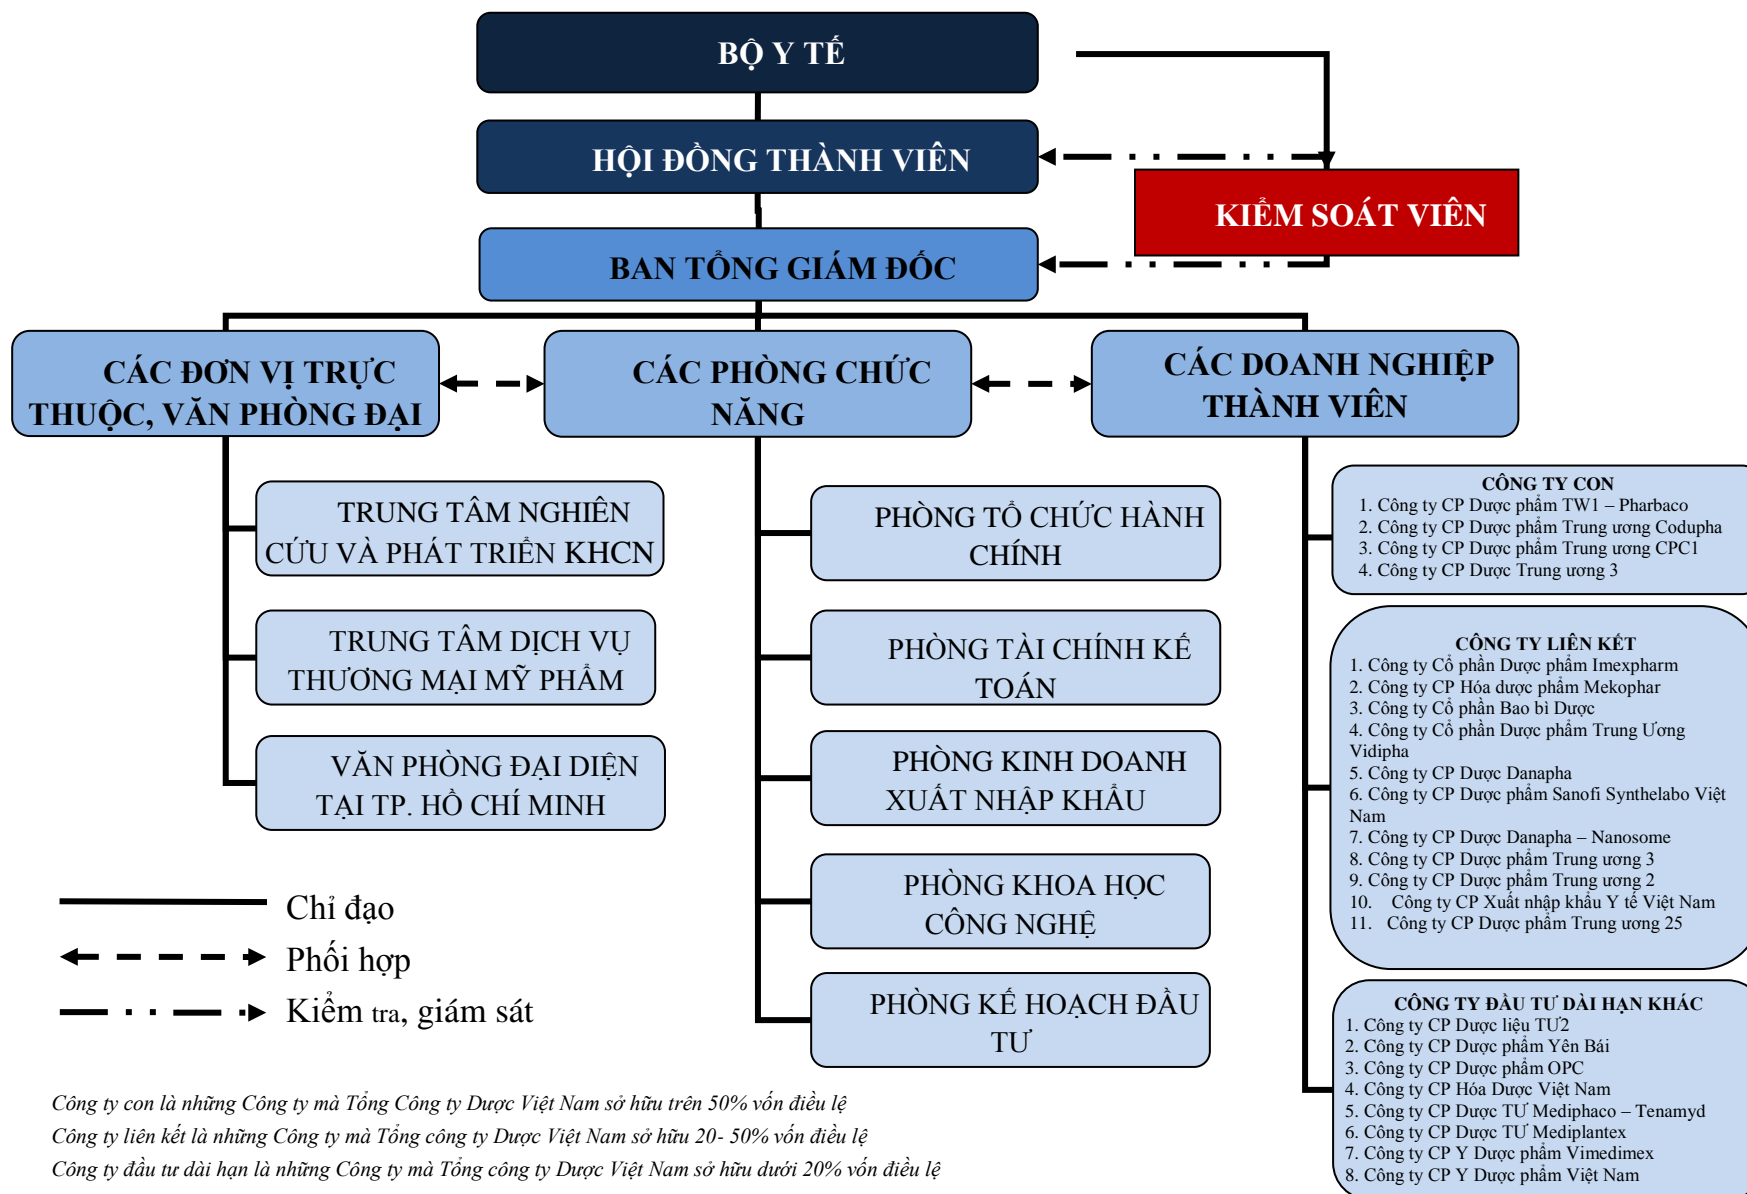 BỘ Y TẾ
HỘI ĐỒNG THÀNH VIÊN
KIỂM SOÁT VIÊN
BAN TỔNG GIÁM ĐỐC
CÁC ĐƠN VỊ TRỰC
THUỘC, VĂN PHÒNG ĐẠI
CÁC PHÒNG CHỨC
NĂNG
CÁC DOANH NGHIỆP
THÀNH VIÊN
TRUNG TÂM NGHIÊN
CỨU VÀ PHÁT TRIỂN KHCN
TRUNG TÂM DỊCH VỤ
THƯƠNG MẠI MỸ PHẨM
VĂN PHÒNG ĐẠI DIỆN
TẠI TP. HỒ CHÍ MINH
PHÒNG TỔ CHỨC HÀNH
CHÍNH
PHÒNG TÀI CHÍNH KẾ
TOÁN
PHÒNG KINH DOANH
XUẤT NHẬP KHẨU
PHÒNG KHOA HỌC
CÔNG NGHỆ
PHÒNG KẾ HOẠCH ĐẦU
TƯ
CÔNG TY CON
1. Công ty CP Dược phẩm TW1 – Pharbaco
2. Công ty CP Dược phẩm Trung ương Codupha
3. Công ty CP Dược phẩm Trung ương CPC1
4. Công ty CP Dược Trung ương 3
CÔNG TY LIÊN KẾT
1. Công ty Cổ phần Dược phẩm Imexpharm
2. Công ty CP Hóa dược phẩm Mekophar
3. Công ty Cổ phần Bao bì Dược
4. Công ty Cổ phần Dược phẩm Trung Ương
Vidipha
5. Công ty CP Dược Danapha
6. Công ty CP Dược phẩm Sanofi Synthelabo Việt
Nam
7. Công ty CP Dược Danapha – Nanosome
8. Công ty CP Dược phẩm Trung ương 3
9. Công ty CP Dược phẩm Trung ương 2
10. Công ty CP Xuất nhập khẩu Y tế Việt Nam
11. Công ty CP Dược phẩm Trung ương 25
CÔNG TY ĐẦU TƯ DÀI HẠN KHÁC
1. Công ty CP Dược liệu TƯ2
2. Công ty CP Dược phẩm Yên Bái
3. Công ty CP Dược phẩm OPC
4. Công ty CP Hóa Dược Việt Nam
5. Công ty CP Dược TƯ Mediphaco – Tenamyd
6. Công ty CP Dược TƯ Mediplantex
7. Công ty CP Y Dược phẩm Vimedimex
8. Công ty CP Y Dược phẩm Việt Nam
Chỉ đạo
Phối hợp
Kiểm tra, giám sát
Công ty con là những Công ty mà Tổng Công ty Dược Việt Nam sở hữu trên 50% vốn điều lệ
Công ty liên kết là những Công ty mà Tổng công ty Dược Việt Nam sở hữu 20- 50% vốn điều lệ
Công ty đầu tư dài hạn là những Công ty mà Tổng công ty Dược Việt Nam sở hữu dưới 20% vốn điều lệ